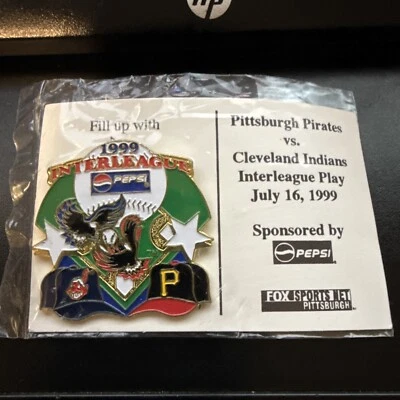 hp
Fill up with
1999
INTERLEAGUE
PEPSI
P
Pittsburgh Pirates
vs.
Cleveland Indians
Interleague Play
July 16, 1999
Sponsored by
PEPSI
FOX SPORTS NET
PITTSBURGH